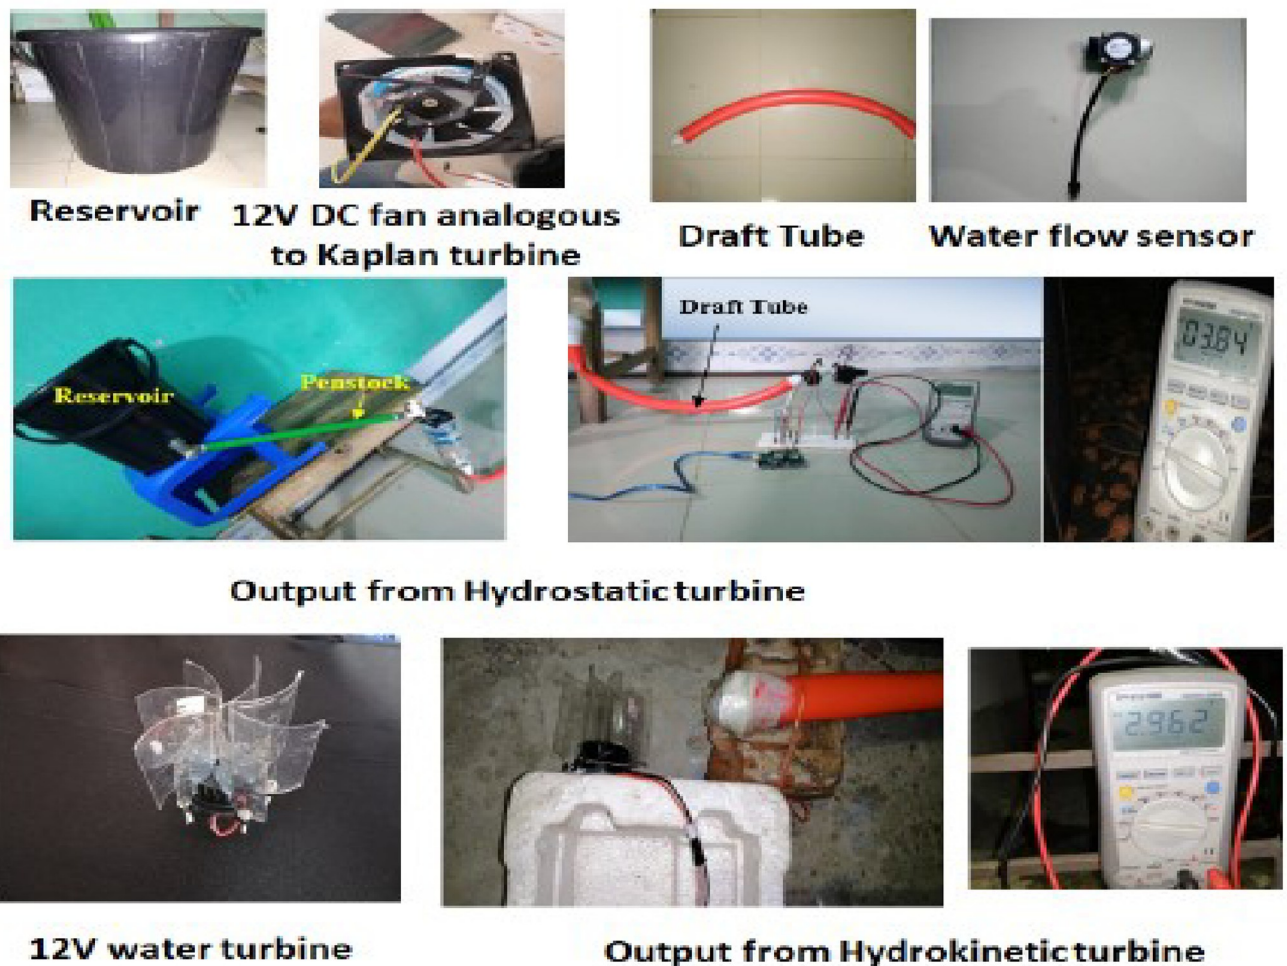 Reservoir
12V DC fan analogous
to Kaplan turbine
Draft Tube
Water flow sensor
Reservoir
Penstock
Draft Tube
03.84
Output from Hydrostatic turbine
2.962
12V water turbine
Output from Hydrokinetic turbine